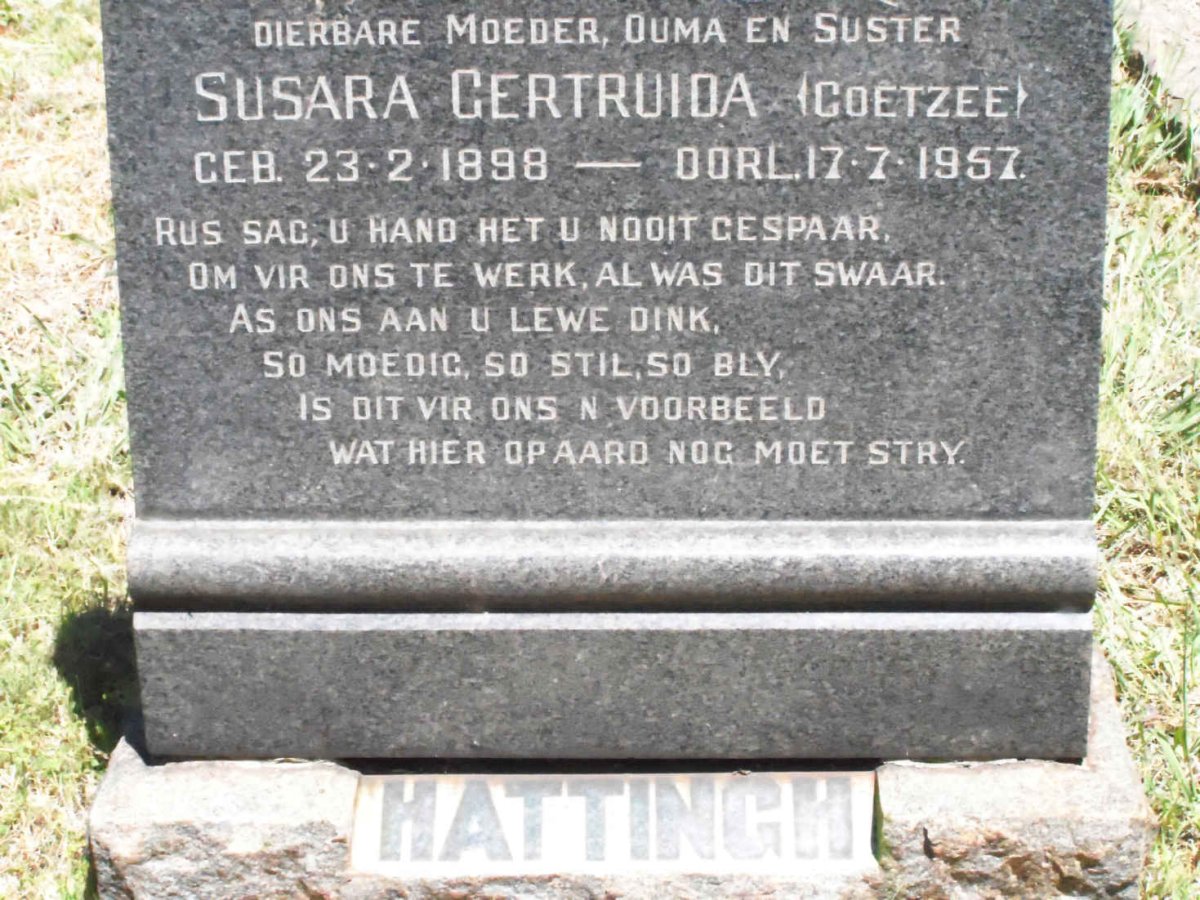 DIERBARE MOEDER, OUMA EN SUSTER
SUSARA GERTRUIDA (COETZEE)
GEB. 23·2·1898 — OORL. 17·7·1957.
RUS SAG, U HAND HET U NOOIT GESPAAR,
OM VIR ONS TE WERK, AL WAS DIT SWAAR.
AS ONS AAN U LEWE DINK,
SO MOEDIG, SO STIL, SO BLY,
IS DIT VIR ONS N VOORBEELD
WAT HIER OP AARD NOG MOET STRY.
HATTINGH